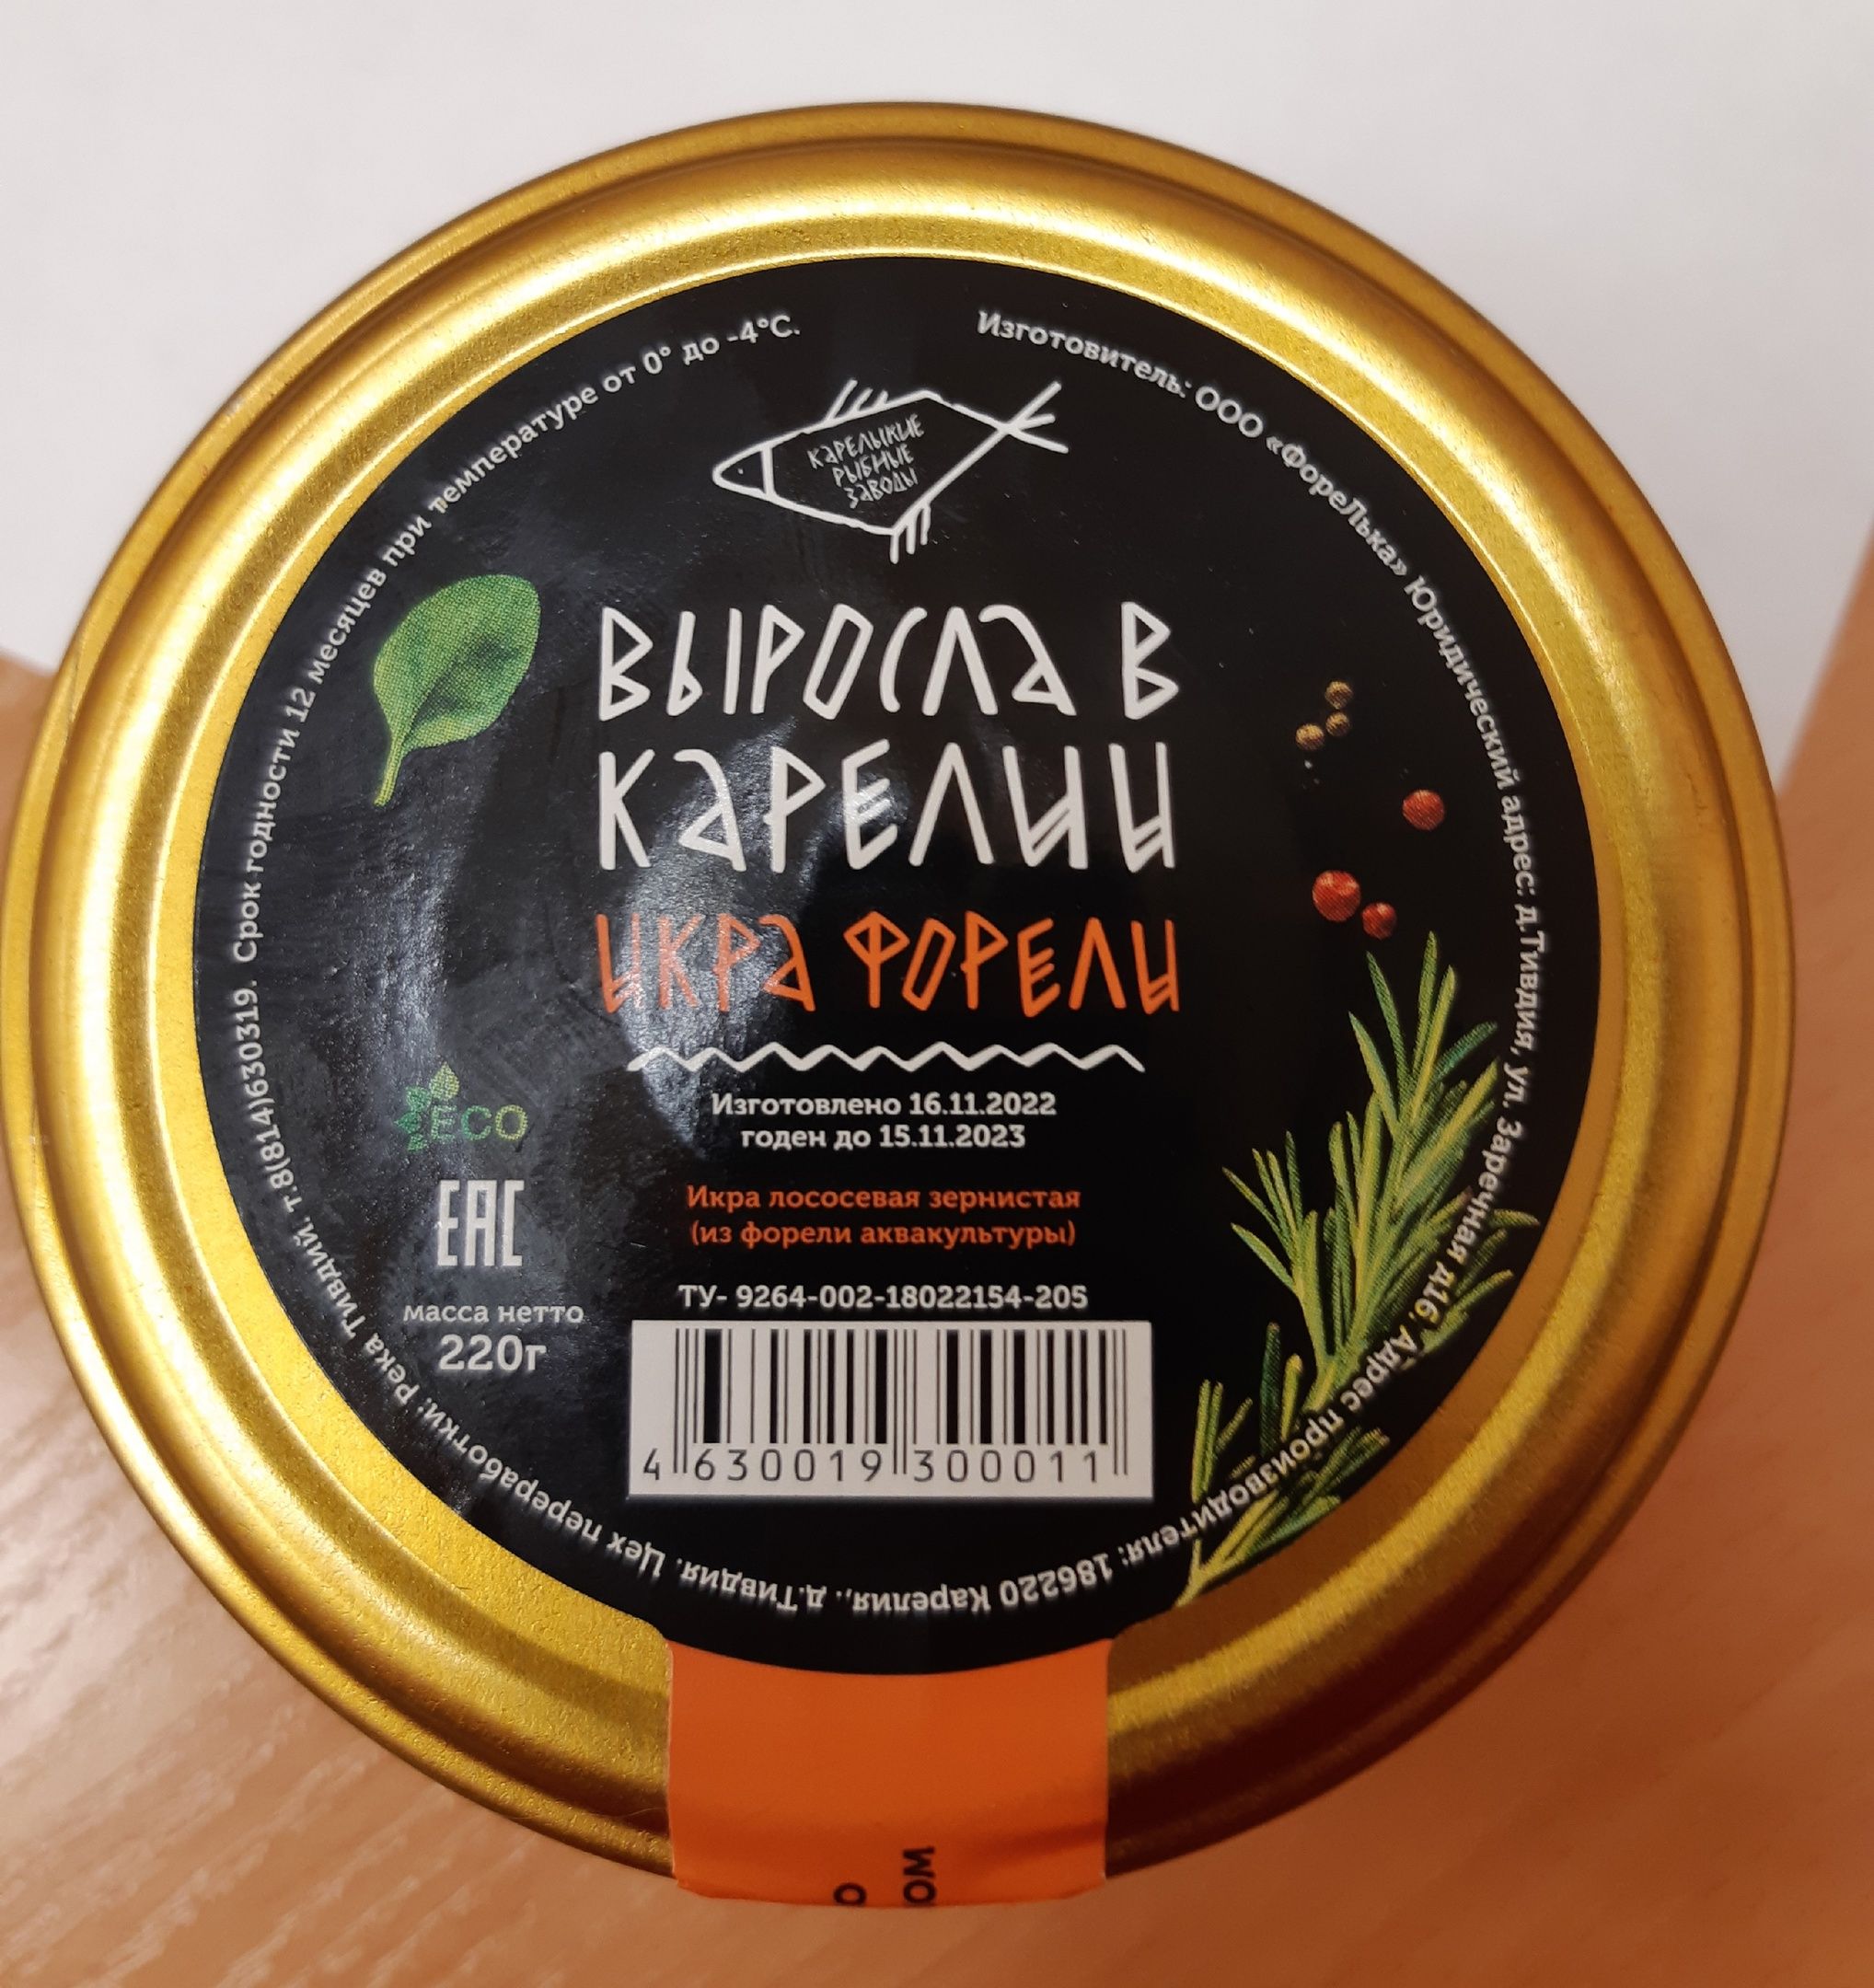 КАРЕЛЬСКИЕ
РЫБНЫЕ
ЗАВОДЫ
ВЫРОСЛА В
КАРЕЛИИ
ИКРА ФОРЕЛИ
Изготовлено 16.11.2022
годен до 15.11.2023
Икра лососевая зернистая
(из форели аквакультуры)
ТУ- 9264-002-18022154-205
4 630019 300011
ECO
EAC
масса нетто
220г
Изготовитель: ООО «ФореЛька» Юридический адрес: д.Тивдия, ул. Заречная д16. Адрес производителя: 186220 Карелия., д.Тивдия. Цех переработки: река Тивдий. т.8(814)630319. Срок годности 12 месяцев при температуре от 0° до -4°С.